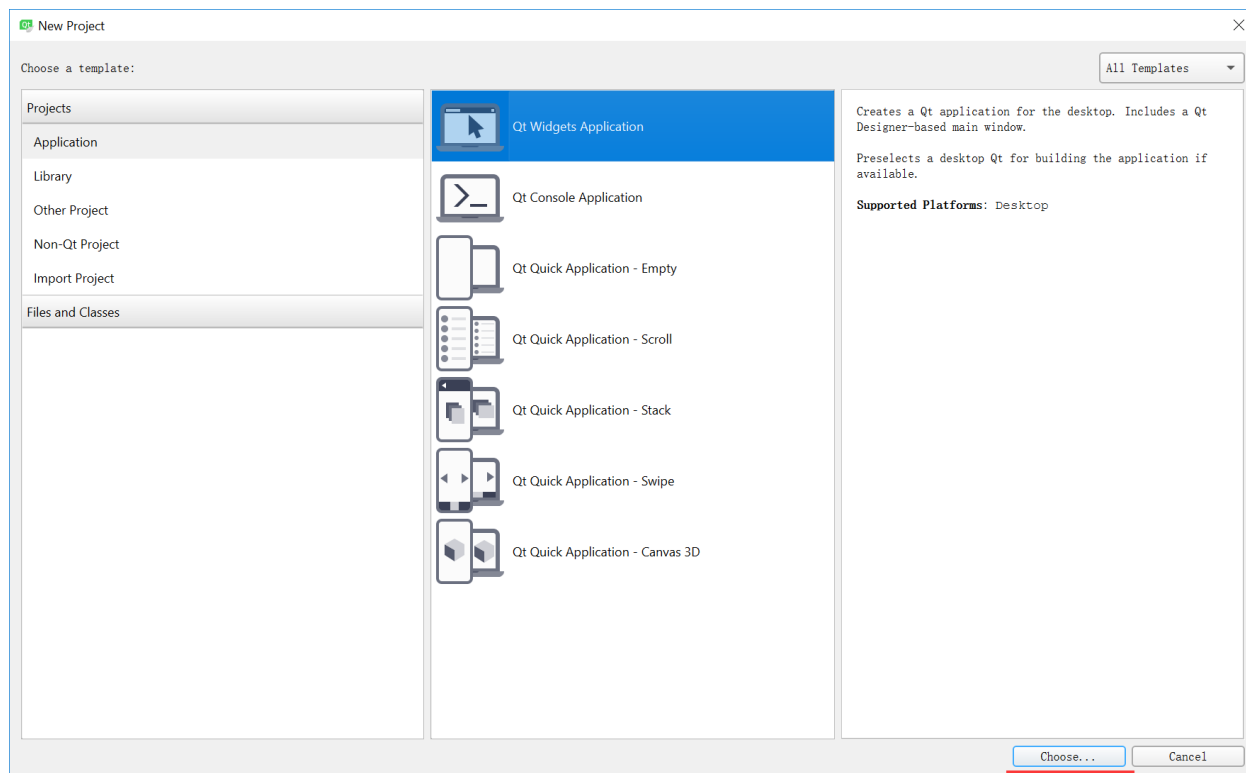 New Project
Choose a template:
All Templates
Projects
Application
Library
Other Project
Non-Qt Project
Import Project
Files and Classes
Qt Widgets Application
Qt Console Application
Qt Quick Application - Empty
Qt Quick Application - Scroll
Qt Quick Application - Stack
Qt Quick Application - Swipe
Qt Quick Application - Canvas 3D
Creates a Qt application for the desktop. Includes a Qt
Designer-based main window.
Preselects a desktop Qt for building the application if
available.
Supported Platforms: Desktop
Choose...
Cancel